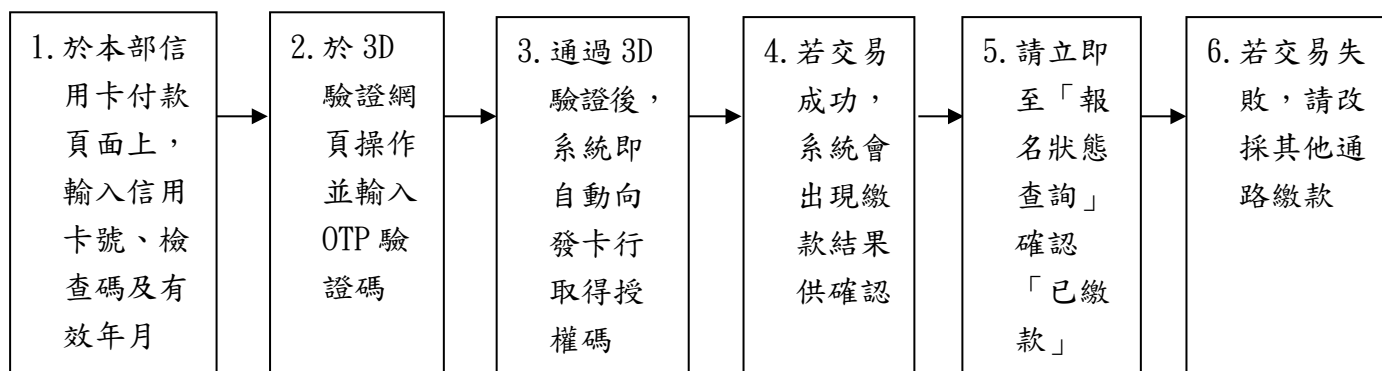 1.於本部信
用卡付款
頁面上，
輸入信用
卡號、檢
查碼及有
效年月
2.於 3D
驗證網
頁操作
並輸入
OTP 驗
證碼
3.通過 3D
驗證後，
系統即
自動向
發卡行
取得授
權碼
4.若交易
成功，
系統會
出現繳
款結果
供確認
5.請立即
至「報
名狀態
查詢」
確認
「已繳
款」
6.若交易失
敗，請改
採其他通
路繳款